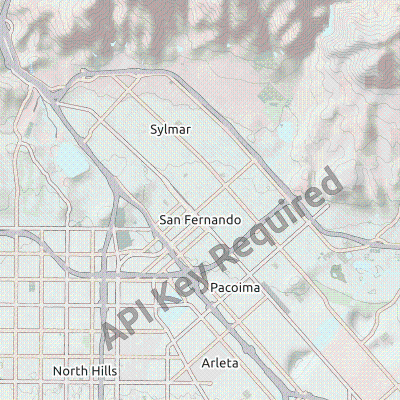 Sylmar
San Fernando
API Key Required
Pacoima
Arleta
North Hills